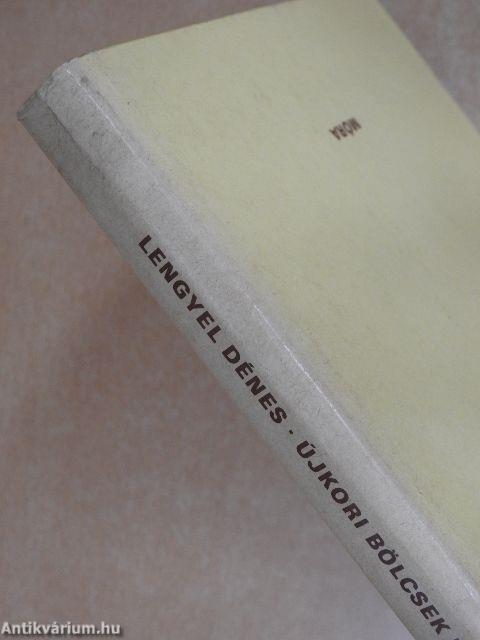 MÓRA
LENGYEL DÉNES · ÚJKORI BÖLCSEK
Antikvárium.hu